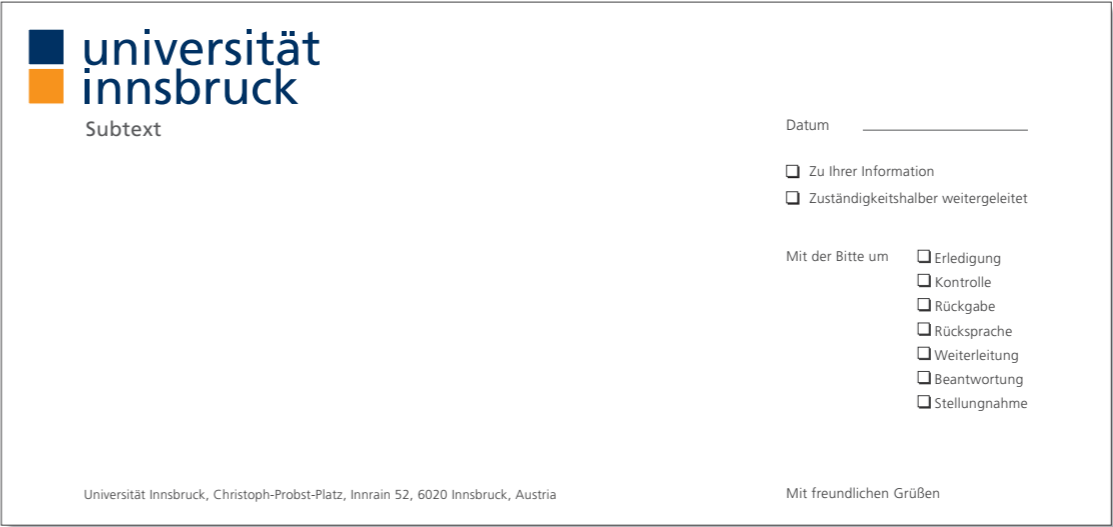 universität
innsbruck
Subtext
Datum
Zu Ihrer Information
Zuständigkeitshalber weitergeleitet
Mit der Bitte um
Erledigung
Kontrolle
Rückgabe
Rücksprache
Weiterleitung
Beantwortung
Stellungnahme
Universität Innsbruck, Christoph-Probst-Platz, Innrain 52, 6020 Innsbruck, Austria
Mit freundlichen Grüßen